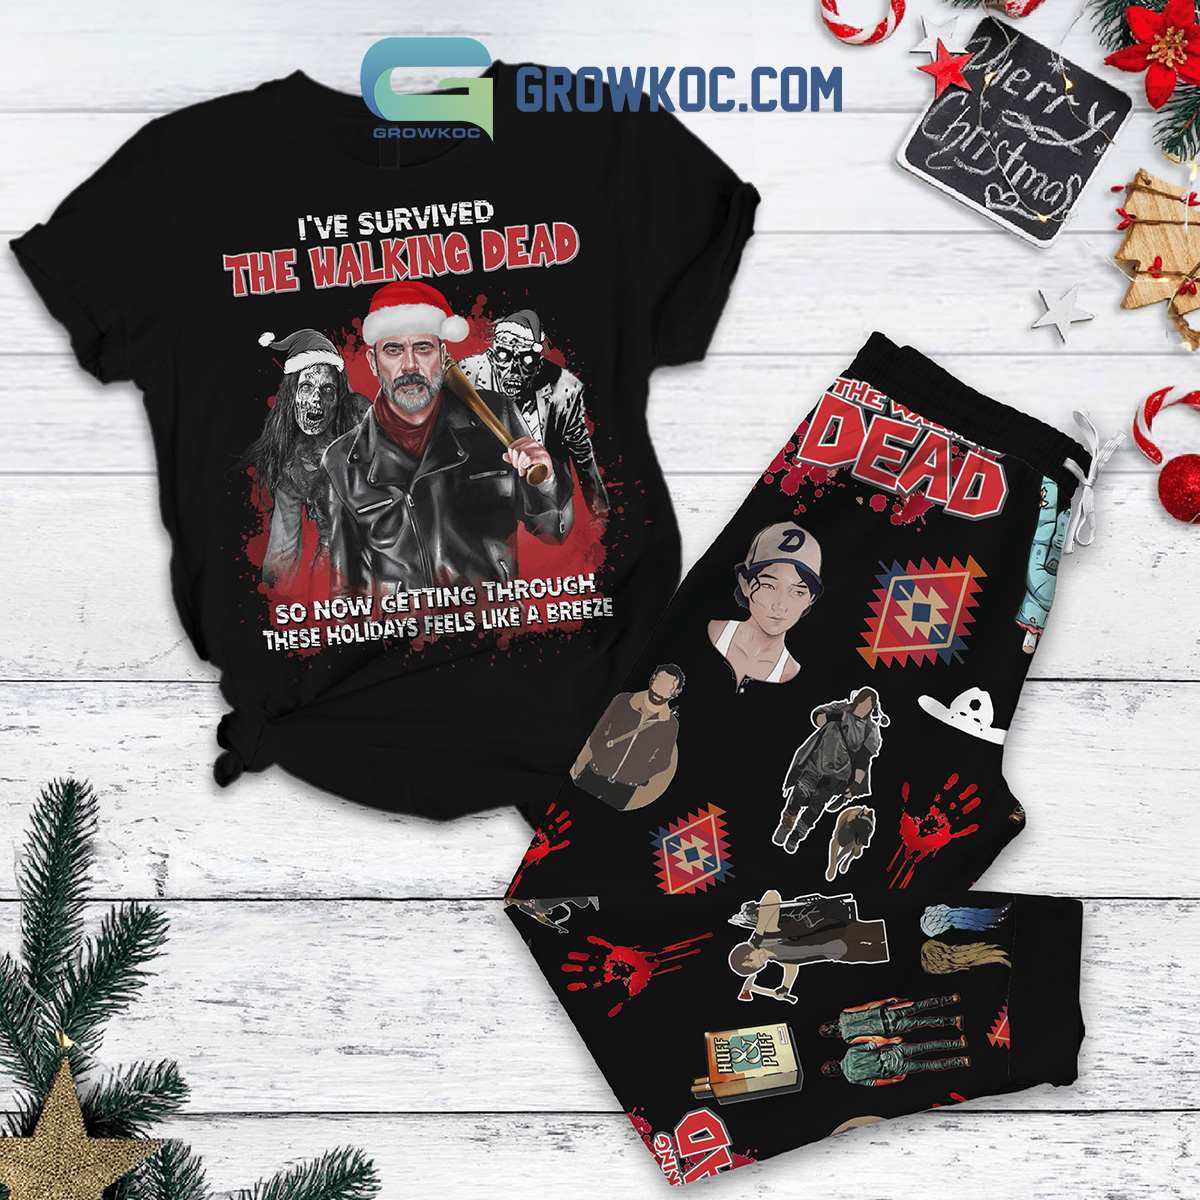 GROWKOC
GROWKOC.COM
Merry
Christmas
I'VE SURVIVED
THE WALKING DEAD
SO NOW GETTING THROUGH
THESE HOLIDAYS FEELS LIKE A BREEZE
THE
DEAD
D
HUFF
&
PUFF